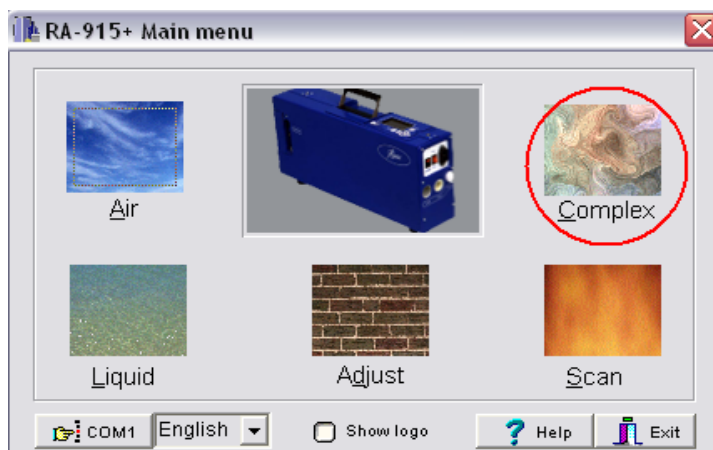 RA-915+ Main menu
Air
Complex
Liquid
Adjust
Scan
COM1
English
Show logo
? Help
Exit